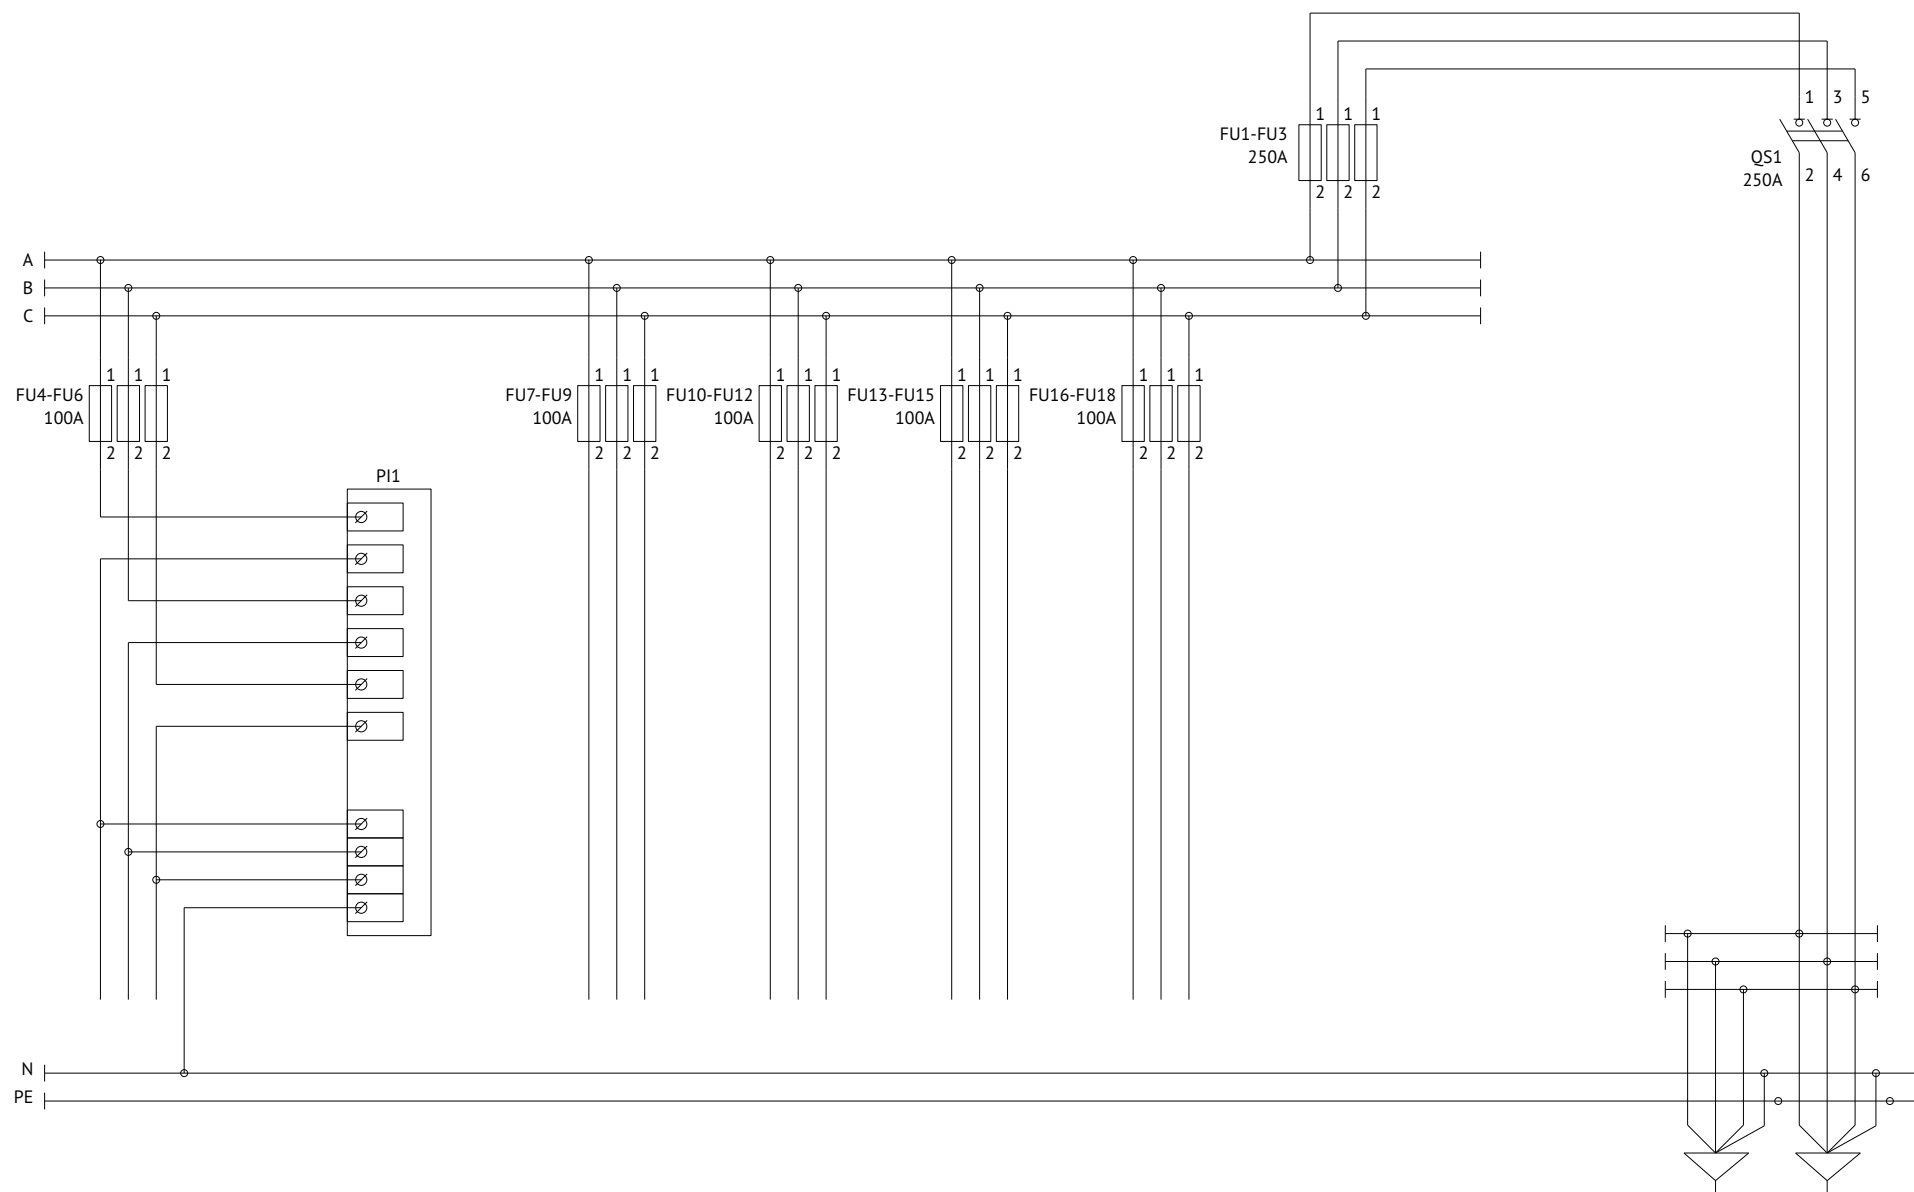 1 3 5
1 1 1
FU1-FU3
250A
QS1
250A
2 4 6
2 2 2
A
B
C
1 1 1 1 1 1 1 1 1 1 1 1 1 1 1
FU4-FU6 FU7-FU9 FU10-FU12 FU13-FU15 FU16-FU18
100A 100A 100A 100A 100A
2 2 2 2 2 2 2 2 2 2 2 2 2 2 2
PI1
N
PE